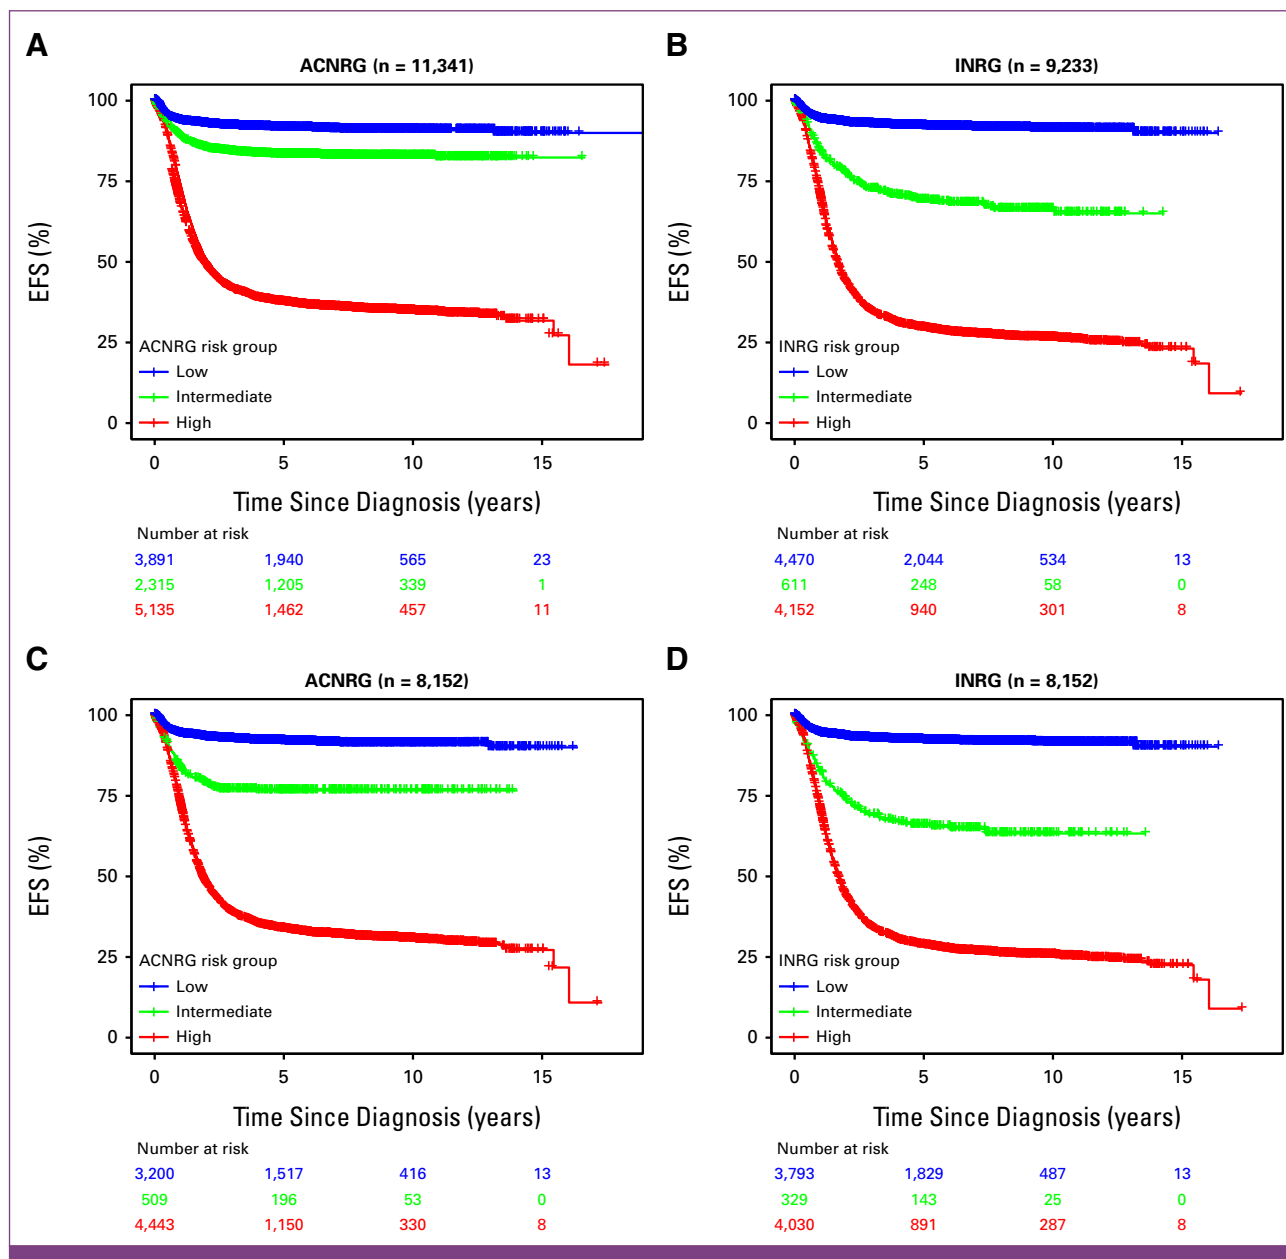 A
ACNRG (n = 11,341)
100
75
50
25
0
EFS (%)
ACNRG risk group
Low
Intermediate
High
0 5 10 15
Time Since Diagnosis (years)
Number at risk
3,891 1,940 565 23
2,315 1,205 339 1
5,135 1,462 457 11
B
INRG (n = 9,233)
100
75
50
25
0
EFS (%)
INRG risk group
Low
Intermediate
High
0 5 10 15
Time Since Diagnosis (years)
Number at risk
4,470 2,044 534 13
611 248 58 0
4,152 940 301 8
C
ACNRG (n = 8,152)
100
75
50
25
0
EFS (%)
ACNRG risk group
Low
Intermediate
High
0 5 10 15
Time Since Diagnosis (years)
Number at risk
3,200 1,517 416 13
509 196 53 0
4,443 1,150 330 8
D
INRG (n = 8,152)
100
75
50
25
0
EFS (%)
INRG risk group
Low
Intermediate
High
0 5 10 15
Time Since Diagnosis (years)
Number at risk
3,793 1,829 487 13
329 143 25 0
4,030 891 287 8